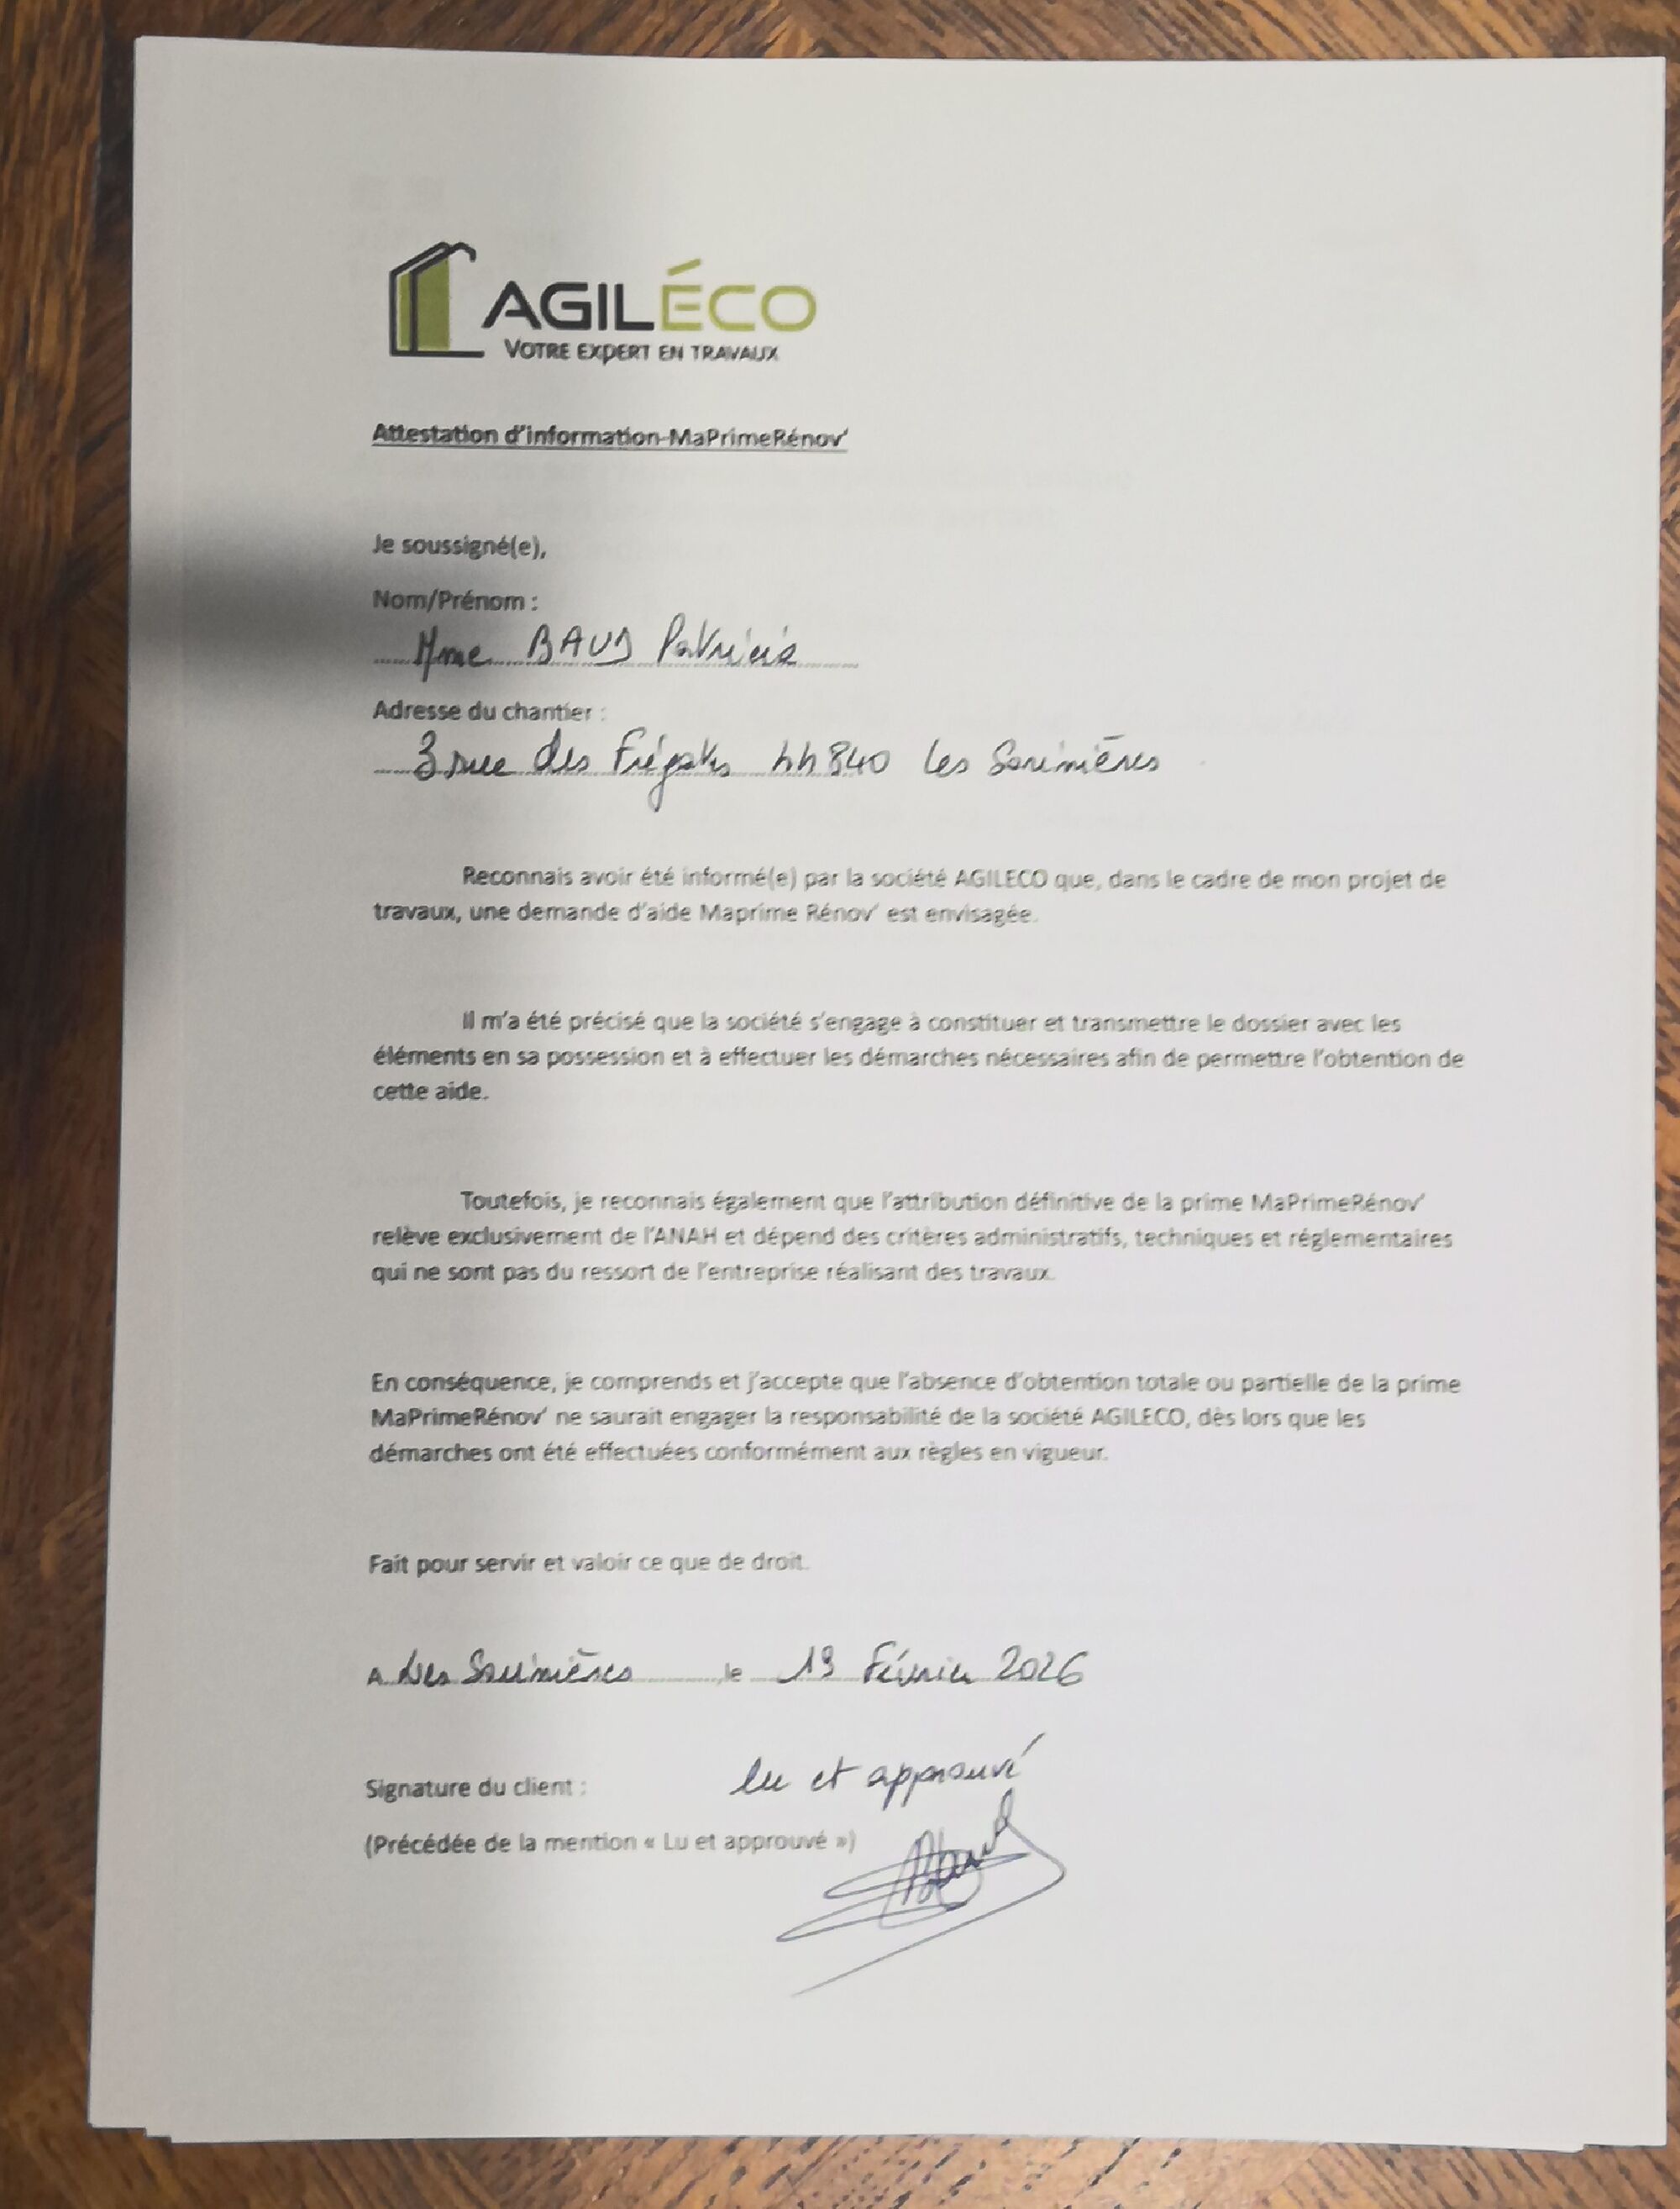 AGILÉCO
VOTRE EXPERT EN TRAVAUX
Attestation d'information-MaPrimeRénov'
Je soussigné(e),
Nom/Prénom :
Mme BAUD Patricia
Adresse du chantier :
3 rue des Frégates 44840 Les Sorinières
Reconnais avoir été informé(e) par la société AGILECO que, dans le cadre de mon projet de
travaux, une demande d'aide Maprime Rénov' est envisagée.
Il m'a été précisé que la société s'engage à constituer et transmettre le dossier avec les
éléments en sa possession et à effectuer les démarches nécessaires afin de permettre l'obtention de
cette aide.
Toutefois, je reconnais également que l'attribution définitive de la prime MaPrimeRénov'
relève exclusivement de l'ANAH et dépend des critères administratifs, techniques et réglementaires
qui ne sont pas du ressort de l'entreprise réalisant des travaux.
En conséquence, je comprends et j'accepte que l'absence d'obtention totale ou partielle de la prime
MaPrimeRénov' ne saurait engager la responsabilité de la société AGILECO, dès lors que les
démarches ont été effectuées conformément aux règles en vigueur.
Fait pour servir et valoir ce que de droit.
A Les Sorinières, le 19 Février 2026
Signature du client : lu et approuvé
(Précédée de la mention « Lu et approuvé »)